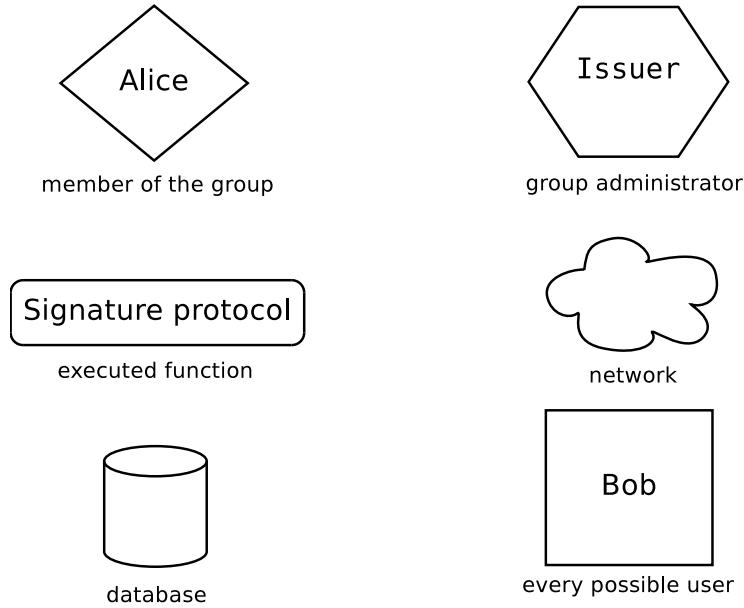 Alice
member of the group
Issuer
group administrator
Signature protocol
executed function
network
database
Bob
every possible user